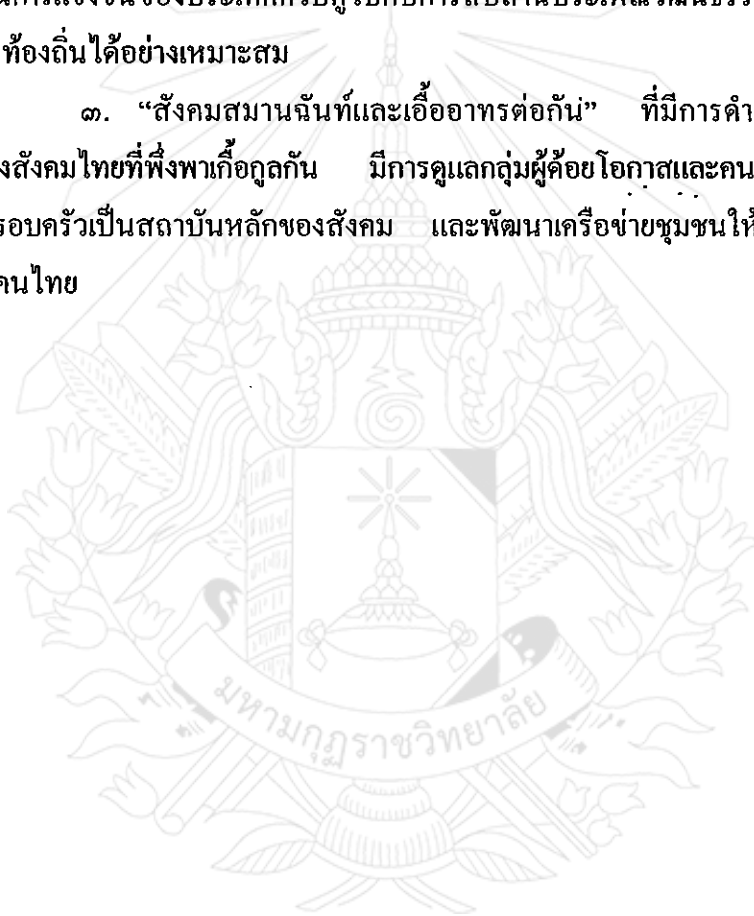 ท้องถิ่นได้อย่างเหมาะสม
๓. “สังคมสมานฉันท์และเอื้ออาทรต่อกัน” ที่มีการดำ
งสังคมไทยที่พึ่งพาเกื้อกูลกัน มีการดูแลกลุ่มผู้ด้อยโอกาสและคน
รอบครัวเป็นสถาบันหลักของสังคม และพัฒนาเครือข่ายชุมชนให้
คนไทย
มหามกุฏราชวิทยาลัย